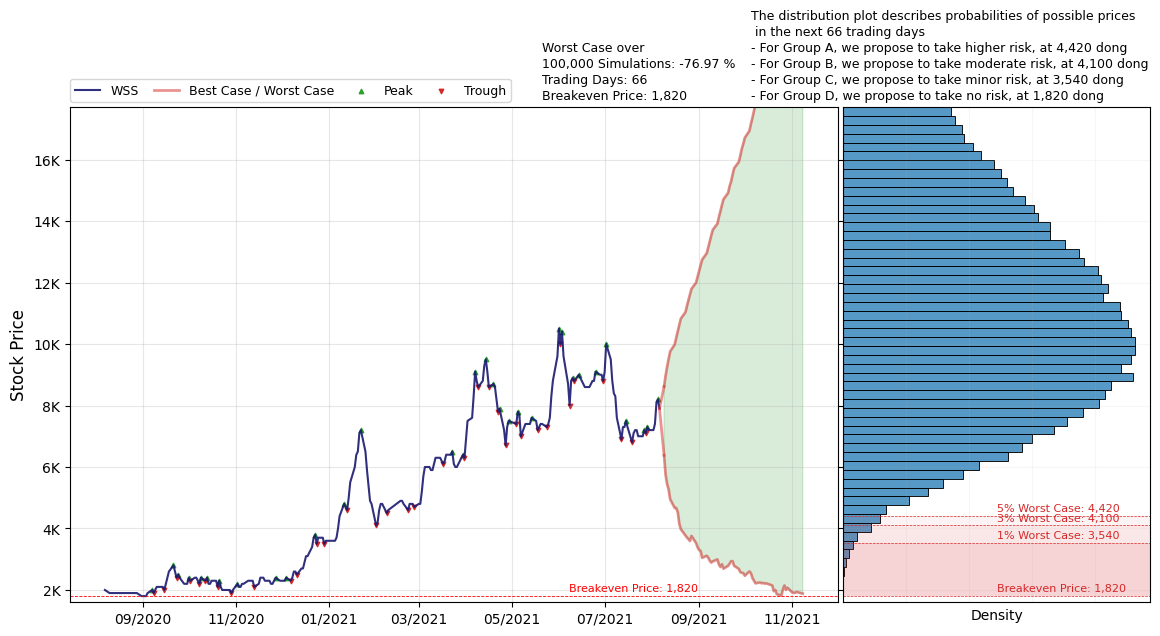 The distribution plot describes probabilities of possible prices
in the next 66 trading days
- For Group A, we propose to take higher risk, at 4,420 dong
- For Group B, we propose to take moderate risk, at 4,100 dong
- For Group C, we propose to take minor risk, at 3,540 dong
- For Group D, we propose to take no risk, at 1,820 dong
Worst Case over
100,000 Simulations: -76.97 %
Trading Days: 66
Breakeven Price: 1,820
WSS
Best Case / Worst Case
Peak
Trough
Stock Price
16K
14K
12K
10K
8K
6K
4K
2K
Breakeven Price: 1,820
09/2020
11/2020
01/2021
03/2021
05/2021
07/2021
09/2021
11/2021
5% Worst Case: 4,420
3% Worst Case: 4,100
1% Worst Case: 3,540
Breakeven Price: 1,820
Density